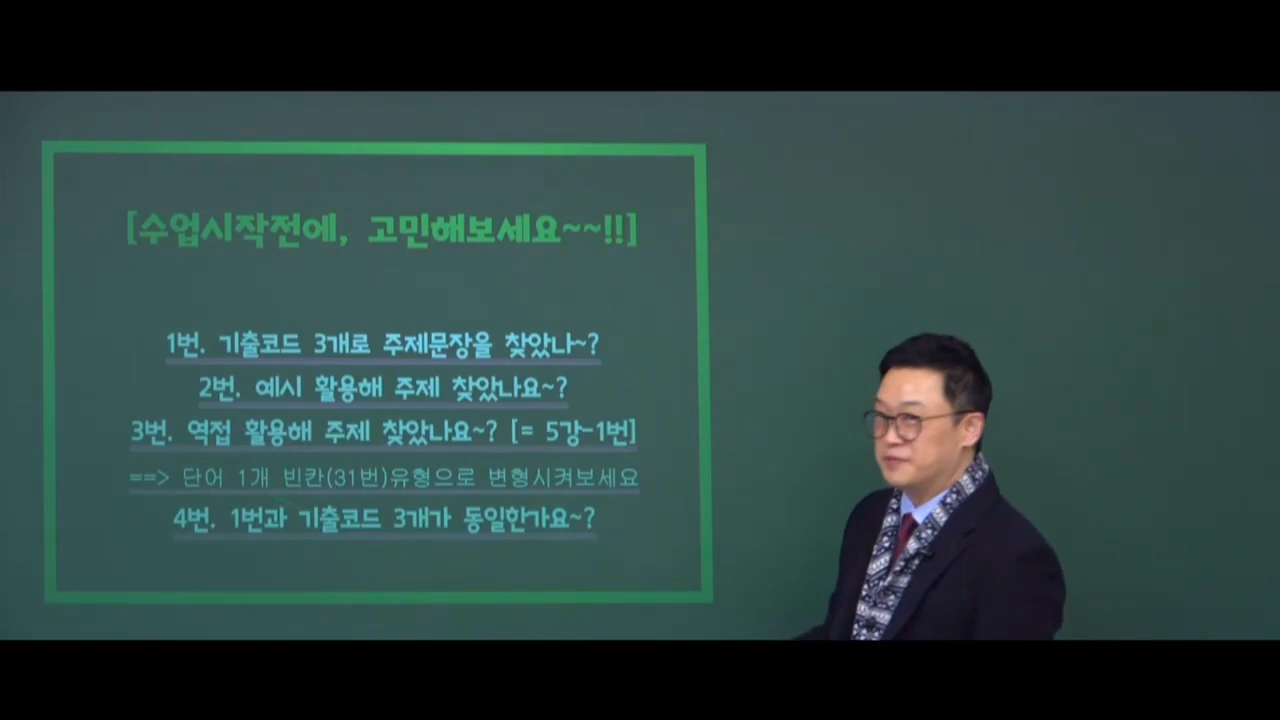 [수업시작전에, 고민해보세요~~!!]
1번. 기출코드 3개로 주제문장을 찾았나~?
2번. 예시 활용해 주제 찾았나요~?
3번. 역접 활용해 주제 찾았나요~? [= 5강-1번]
==> 단어 1개 빈칸(31번)유형으로 변형시켜보세요
4번. 1번과 기출코드 3개가 동일한가요~?